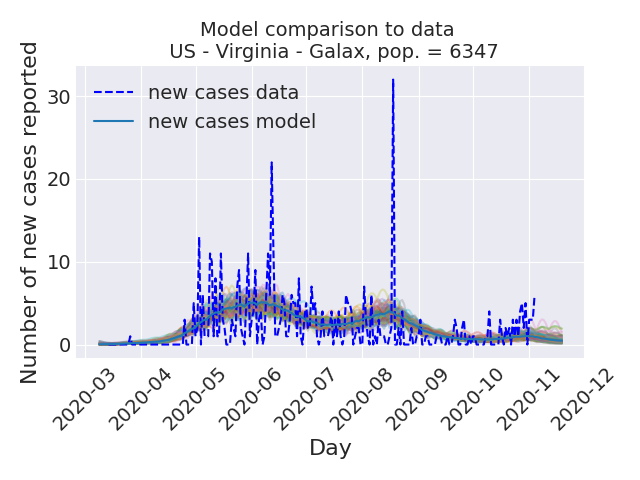 Model comparison to data
US - Virginia - Galax, pop. = 6347
Number of new cases reported
30
20
10
0
new cases data
new cases model
2020-03
2020-04
2020-05
2020-06
2020-07
2020-08
2020-09
2020-10
2020-11
2020-12
Day